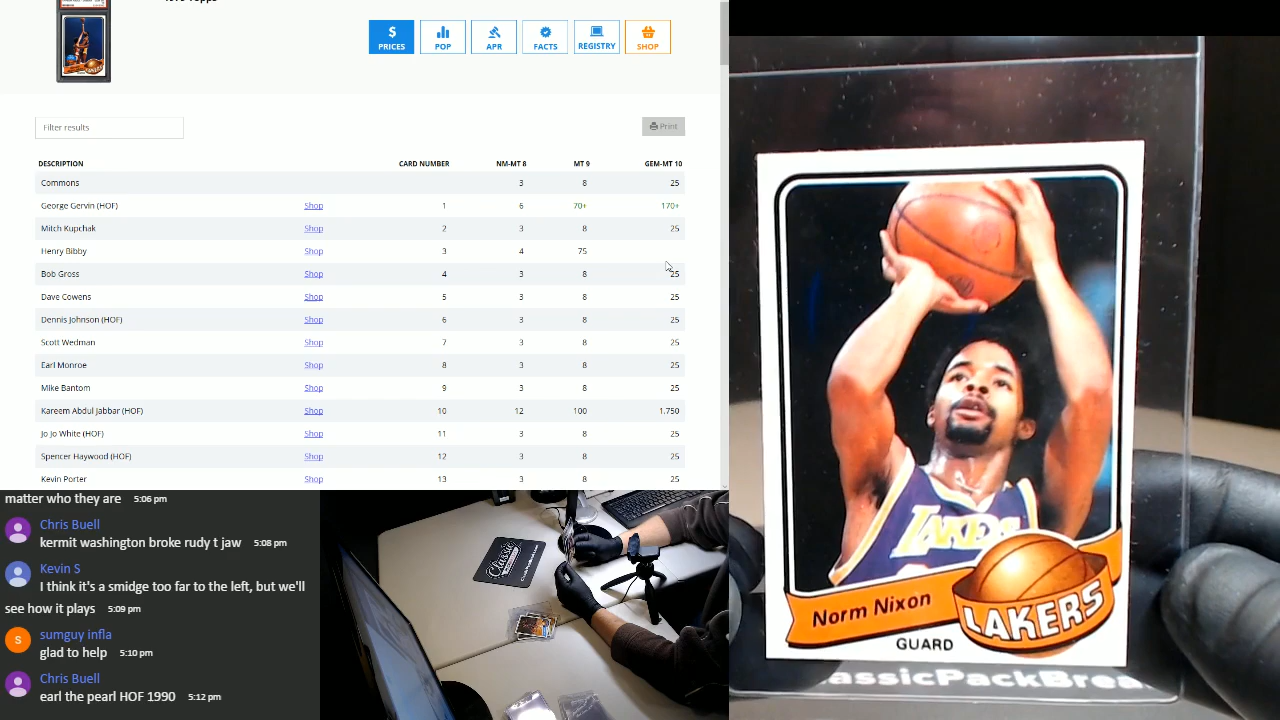 $
PRICES
POP
APR
FACTS
REGISTRY
SHOP
Filter results
Print
DESCRIPTION CARD NUMBER NM-MT 8 MT 9 GEM-MT 10
Commons 3 8 25
George Gervin (HOF) Shop 1 6 70+ 170+
Mitch Kupchak Shop 2 3 8 25
Henry Bibby Shop 3 4 75
Bob Gross Shop 4 3 8 25
Dave Cowens Shop 5 3 8 25
Dennis Johnson (HOF) Shop 6 3 8 25
Scott Wedman Shop 7 3 8 25
Earl Monroe Shop 8 3 8 25
Mike Bantom Shop 9 3 8 25
Kareem Abdul Jabbar (HOF) Shop 10 12 100 1,750
Jo Jo White (HOF) Shop 11 3 8 25
Spencer Haywood (HOF) Shop 12 3 8 25
Kevin Porter Shop 13 3 8 25
matter who they are 5:06 pm
Chris Buell
kermit washington broke rudy t jaw 5:08 pm
Kevin S
I think it's a smidge too far to the left, but we'll
see how it plays 5:09 pm
S
sumguy infla
glad to help 5:10 pm
Chris Buell
earl the pearl HOF 1990 5:12 pm
Classic
LAKERS
Norm Nixon
LAKERS
GUARD
assicPackBrea